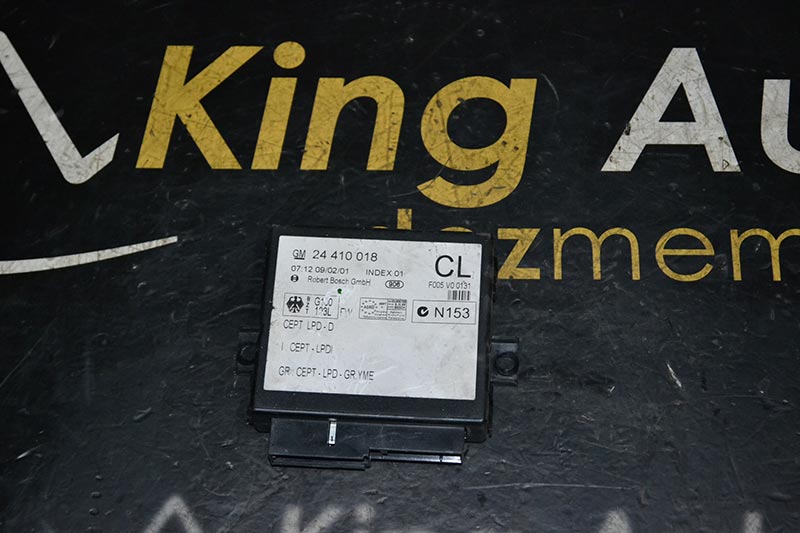 King Au
dezmem
GM 24 410 018
CL
07:12 09/02/01 INDEX 01
Robert Bosch GmbH 906
F005 V0 0131
N153
CEPT LPD - D
I CEPT - LPDI
GR CEPT - LPD - GR YME